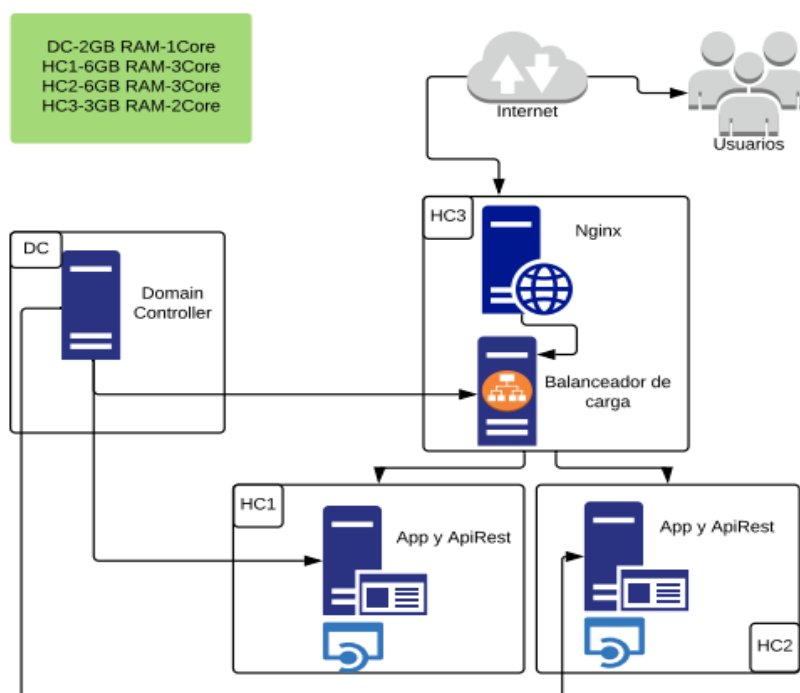 DC-2GB RAM-1Core
HC1-6GB RAM-3Core
HC2-6GB RAM-3Core
HC3-3GB RAM-2Core
Internet
Usuarios
HC3
Nginx
DC
Domain
Controller
Balanceador de
carga
HC1
App y ApiRest
App y ApiRest
HC2